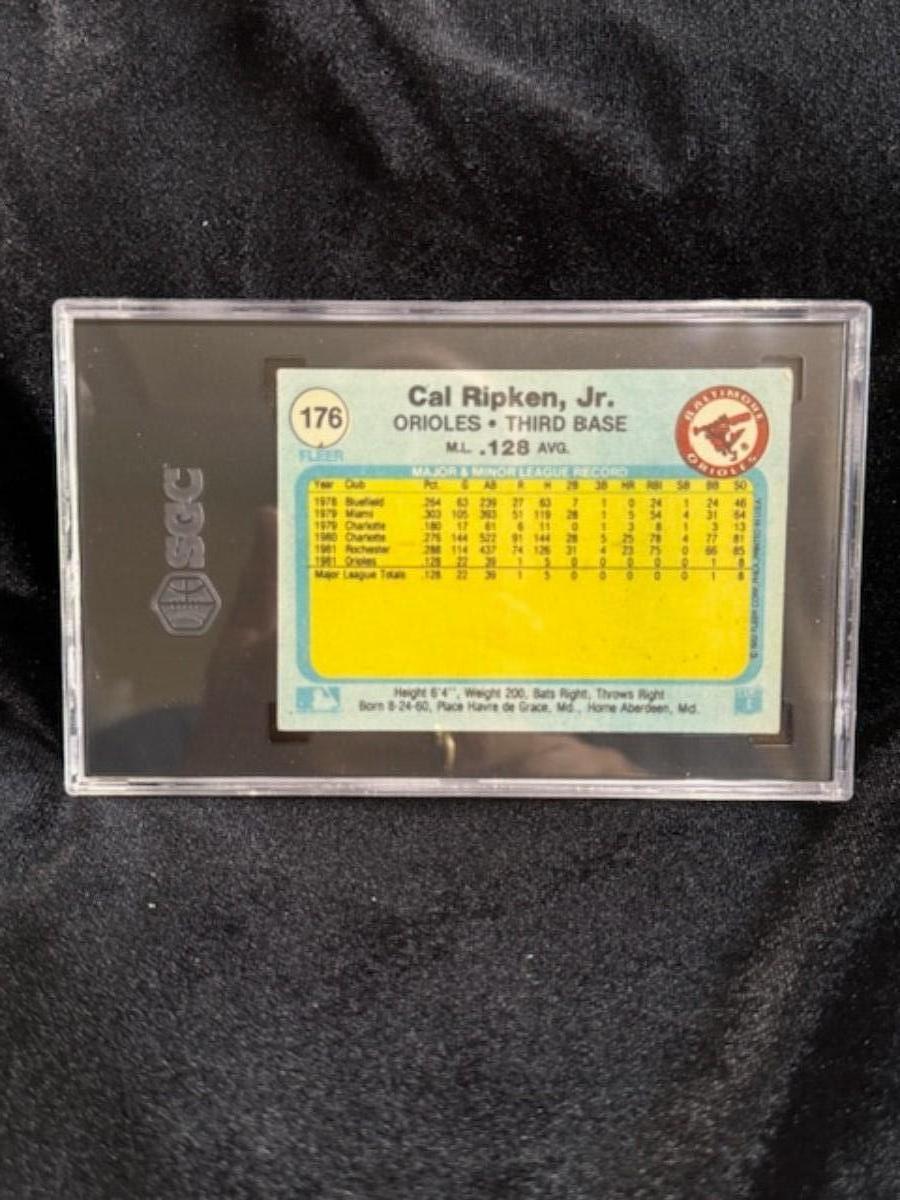 SGC
176
FLEER
Cal Ripken, Jr.
ORIOLES • THIRD BASE
M.L. .128 AVG.
BALTIMORE
ORIOLES
MAJOR & MINOR LEAGUE RECORD
Year Club Pct. G AB R H 2B 3B HR RBI SB BB SO
1978 Bluefield .264 63 239 27 63 7 1 0 24 1 24 46
1979 Miami .303 105 393 51 119 28 1 5 54 4 31 64
1979 Charlotte .180 17 61 6 11 0 1 3 8 1 3 13
1980 Charlotte .276 144 522 91 144 28 5 25 78 4 77 81
1981 Rochester .288 114 437 74 126 31 4 23 75 0 66 85
1981 Orioles .128 22 39 1 5 0 0 0 0 0 1 8
Major League Totals .128 22 39 1 5 0 0 0 0 0 1 8
Height 6'4", Weight 200, Bats Right, Throws Right
Born 8-24-60, Place Havre de Grace, Md., Home Aberdeen, Md.